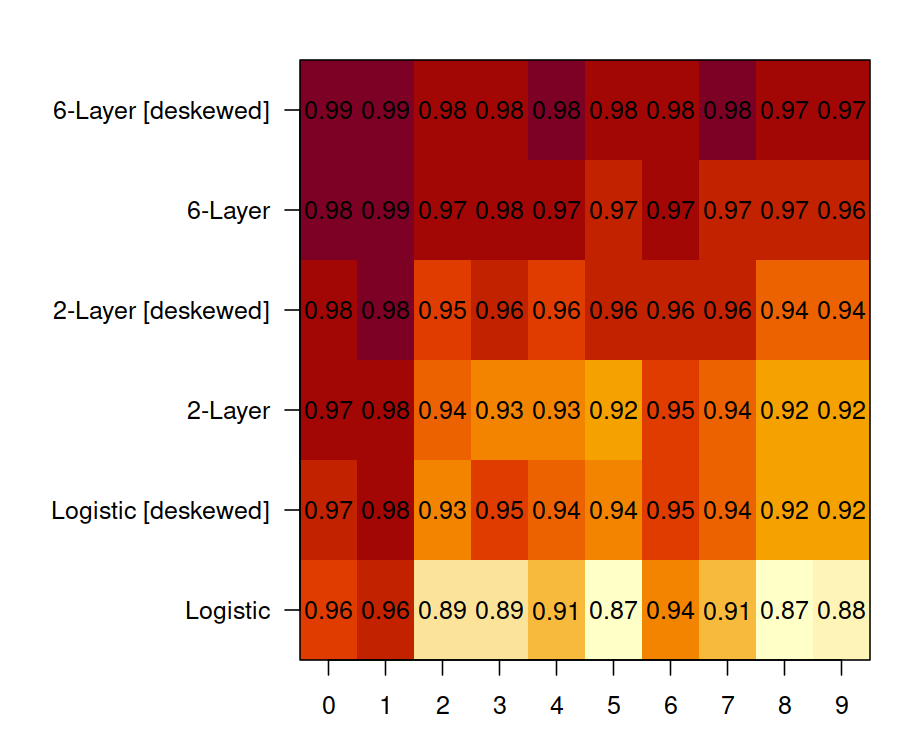 6-Layer [deskewed] 0.99 0.99 0.98 0.98 0.98 0.98 0.98 0.98 0.97 0.97
6-Layer 0.98 0.99 0.97 0.98 0.97 0.97 0.97 0.97 0.97 0.96
2-Layer [deskewed] 0.98 0.98 0.95 0.96 0.96 0.96 0.96 0.96 0.94 0.94
2-Layer 0.97 0.98 0.94 0.93 0.93 0.92 0.95 0.94 0.92 0.92
Logistic [deskewed] 0.97 0.98 0.93 0.95 0.94 0.94 0.95 0.94 0.92 0.92
Logistic 0.96 0.96 0.89 0.89 0.91 0.87 0.94 0.91 0.87 0.88
0 1 2 3 4 5 6 7 8 9